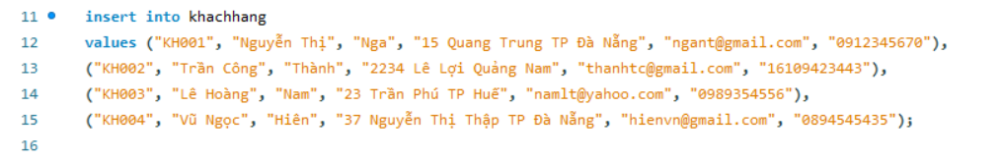 11 insert into khachhang
12 values ("KH001", "Nguyễn Thị", "Nga", "15 Quang Trung TP Đà Nẵng", "ngant@gmail.com", "0912345670"),
13 ("KH002", "Trần Công", "Thành", "2234 Lê Lợi Quảng Nam", "thanhtc@gmail.com", "16109423443"),
14 ("KH003", "Lê Hoàng", "Nam", "23 Trần Phú TP Huế", "namlt@yahoo.com", "0989354556"),
15 ("KH004", "Vũ Ngọc", "Hiên", "37 Nguyễn Thị Thập TP Đà Nẵng", "hienvn@gmail.com", "0894545435");
16